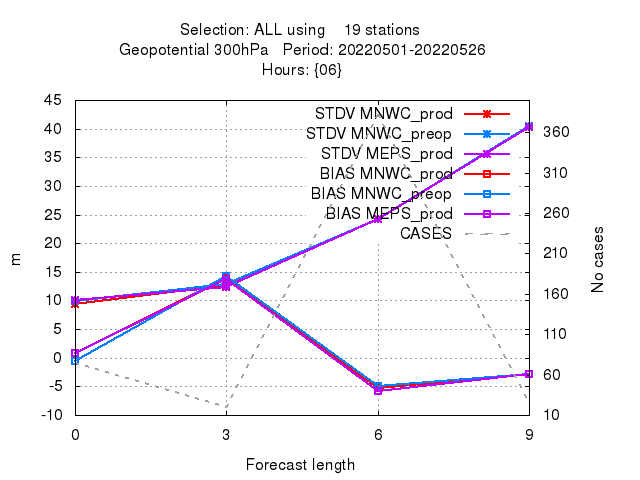 Selection: ALL using 19 stations
Geopotential 300hPa Period: 20220501-20220526
Hours: {06}
STDV MNWC_prod
STDV MNWC_preop
STDV MEPS_prod
BIAS MNWC_prod
BIAS MNWC_preop
BIAS MEPS_prod
CASES
m
45
40
35
30
25
20
15
10
5
0
-5
-10
360
310
260
210
160
110
60
10
No cases
0 3 6 9
Forecast length